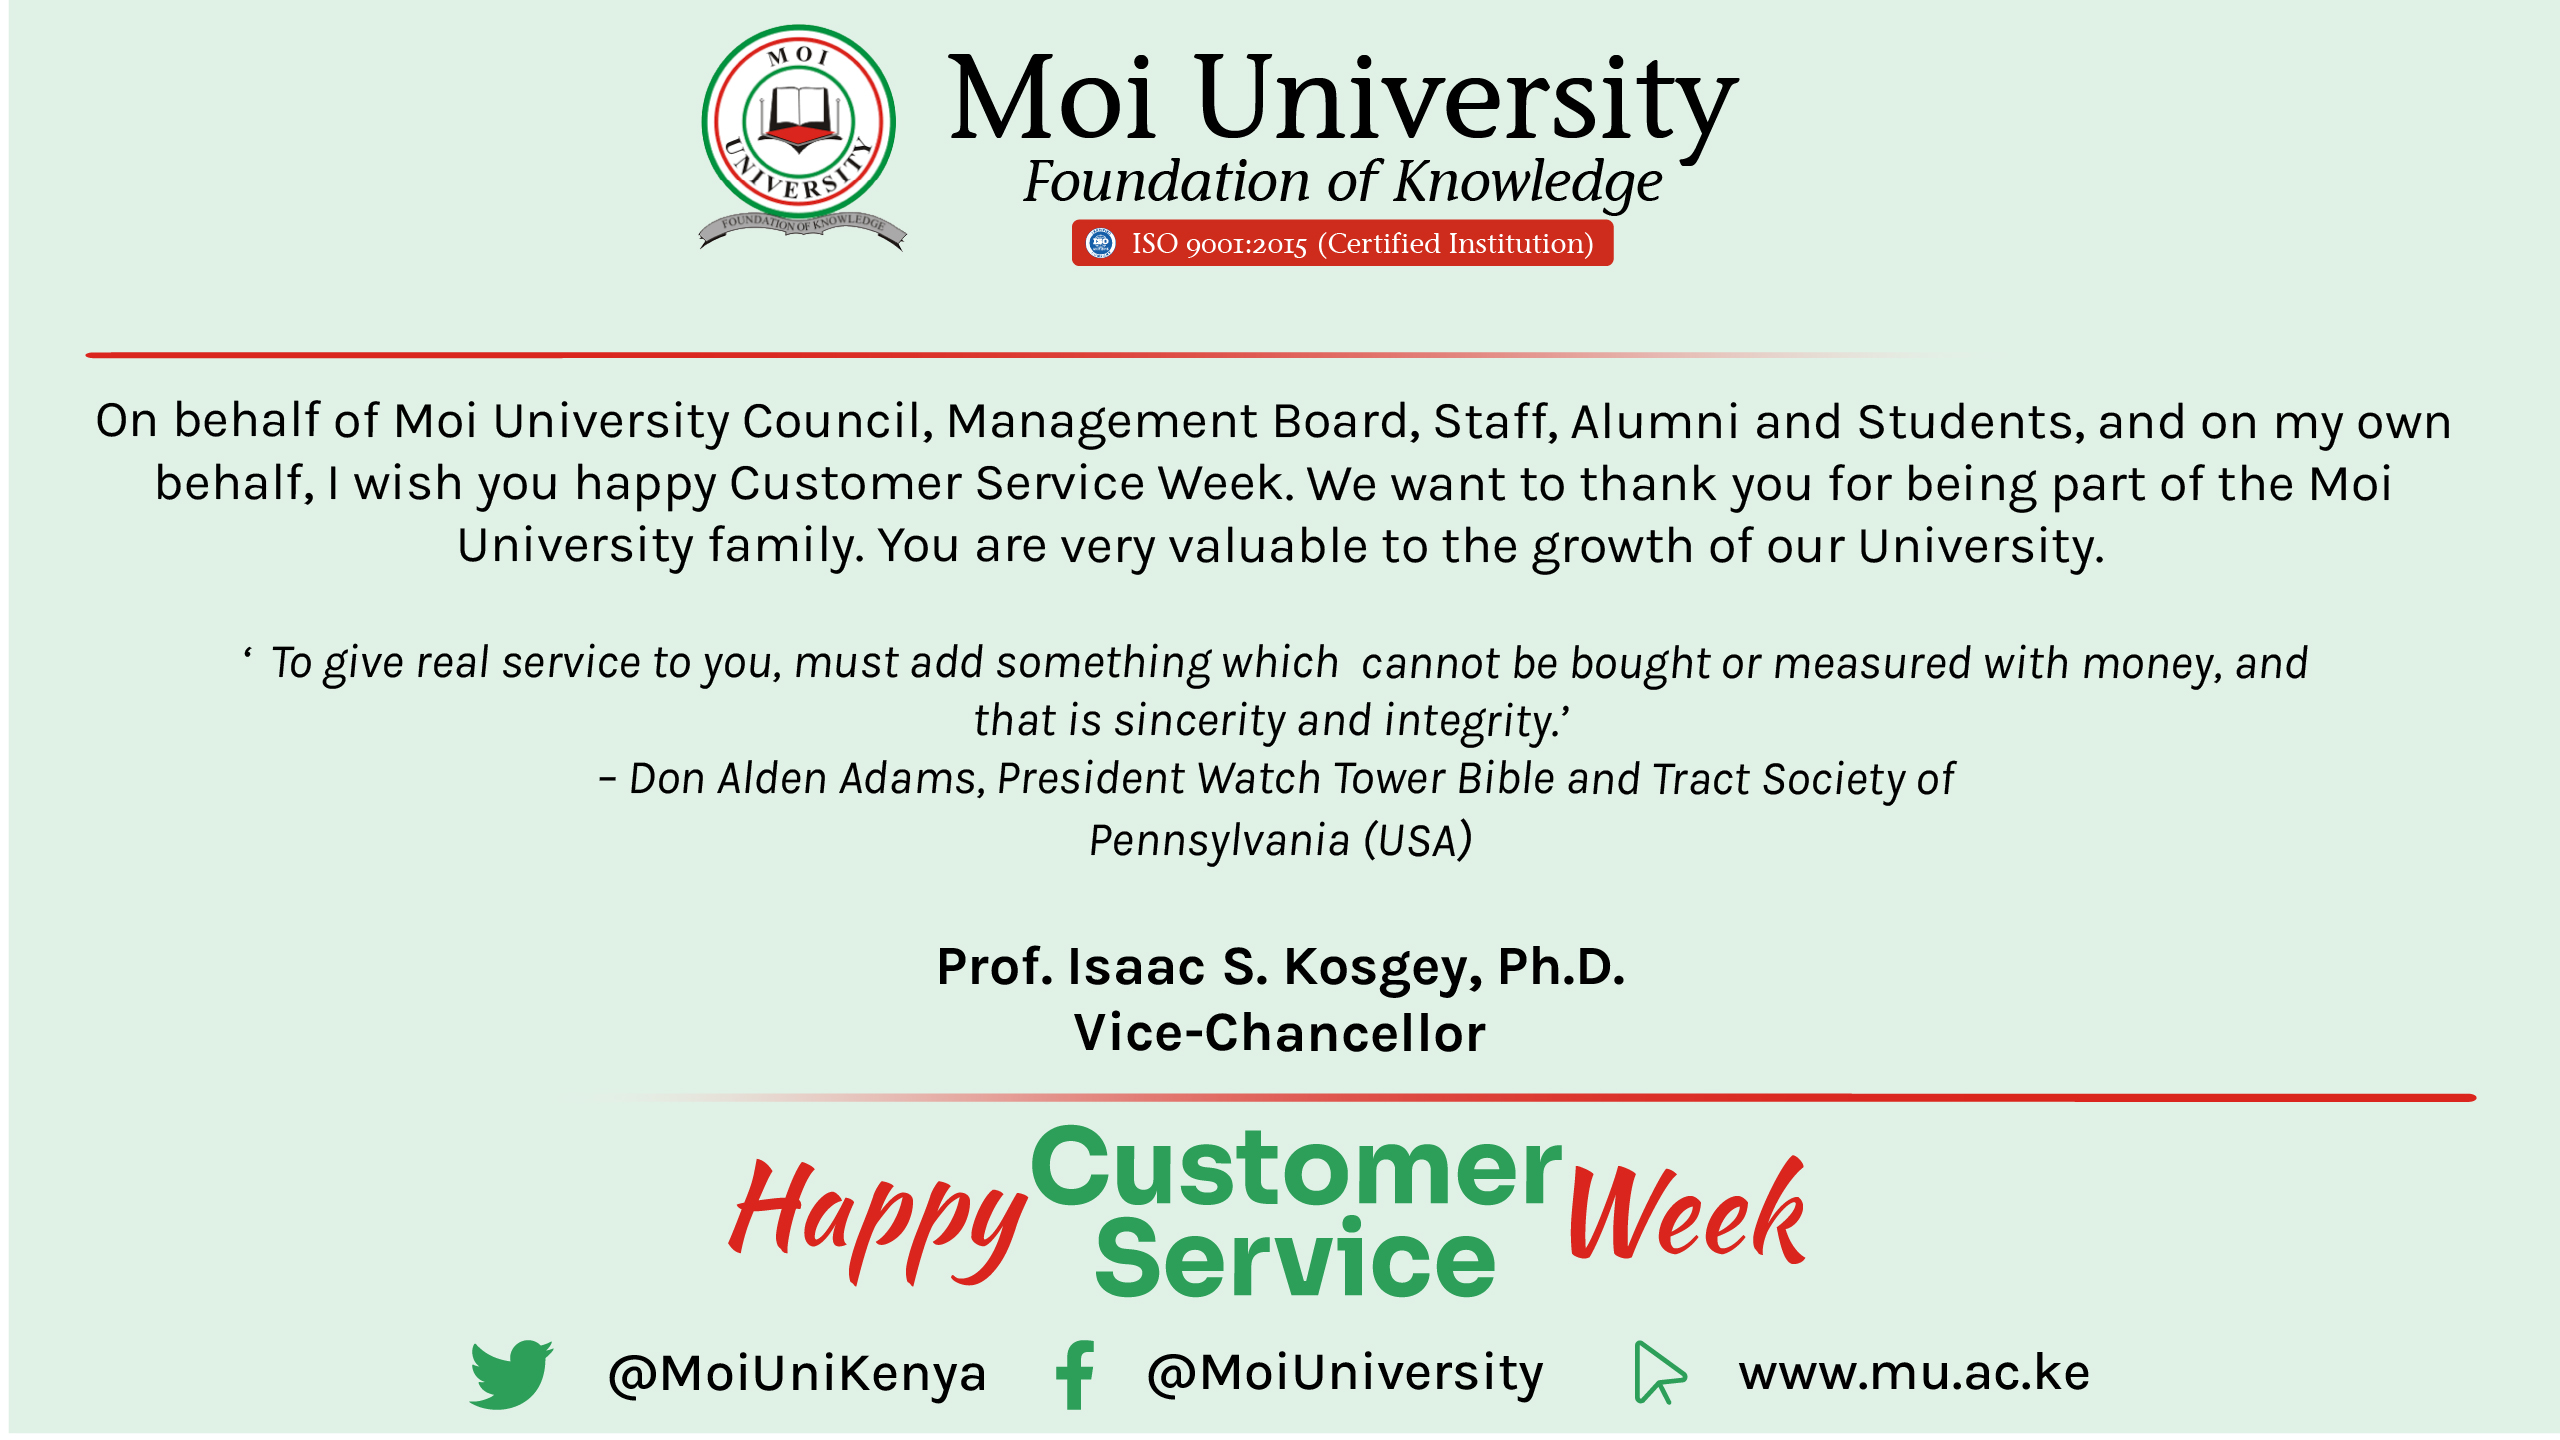 MOI
UNIVERSITY
FOUNDATION OF KNOWLEDGE
Moi University
Foundation of Knowledge
ISO
ISO 9001:2015 (Certified Institution)
On behalf of Moi University Council, Management Board, Staff, Alumni and Students, and on my own
behalf, I wish you happy Customer Service Week. We want to thank you for being part of the Moi
University family. You are very valuable to the growth of our University.
‘ To give real service to you, must add something which cannot be bought or measured with money, and
that is sincerity and integrity.’
– Don Alden Adams, President Watch Tower Bible and Tract Society of
Pennsylvania (USA)
Prof. Isaac S. Kosgey, Ph.D.
Vice-Chancellor
Happy Customer Service Week
@MoiUniKenya @MoiUniversity www.mu.ac.ke